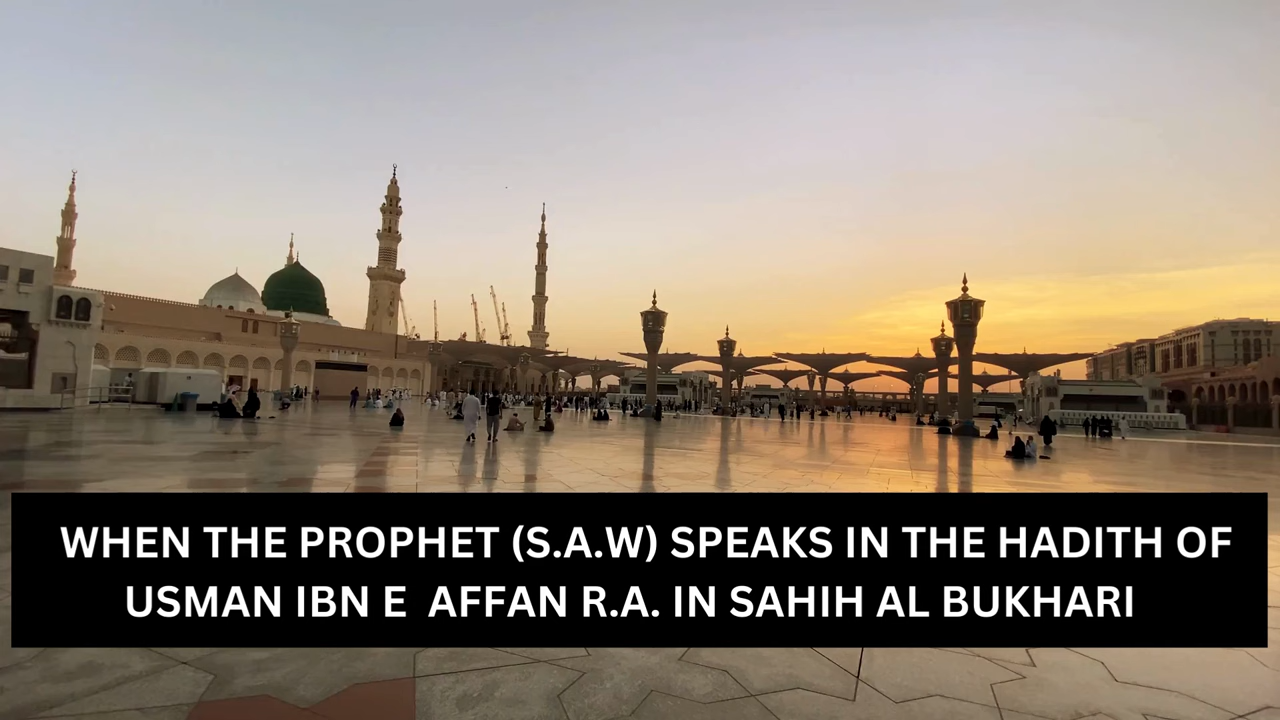 WHEN THE PROPHET (S.A.W) SPEAKS IN THE HADITH OF
USMAN IBN E  AFFAN R.A. IN SAHIH AL BUKHARI